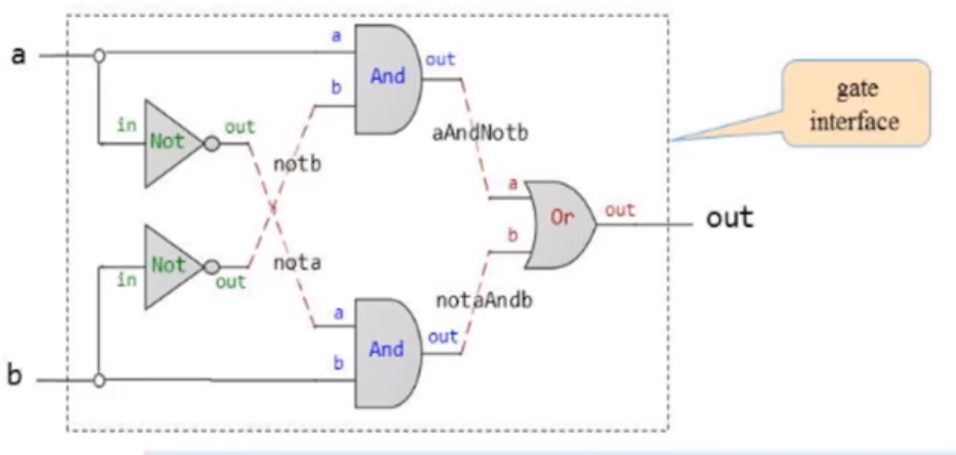 a
a
And
out
b
gate
interface
in
Not
out
notb
aAndNotb
a
Or
out
out
b
in
Not
out
nota
notaAndb
a
And
out
b
b